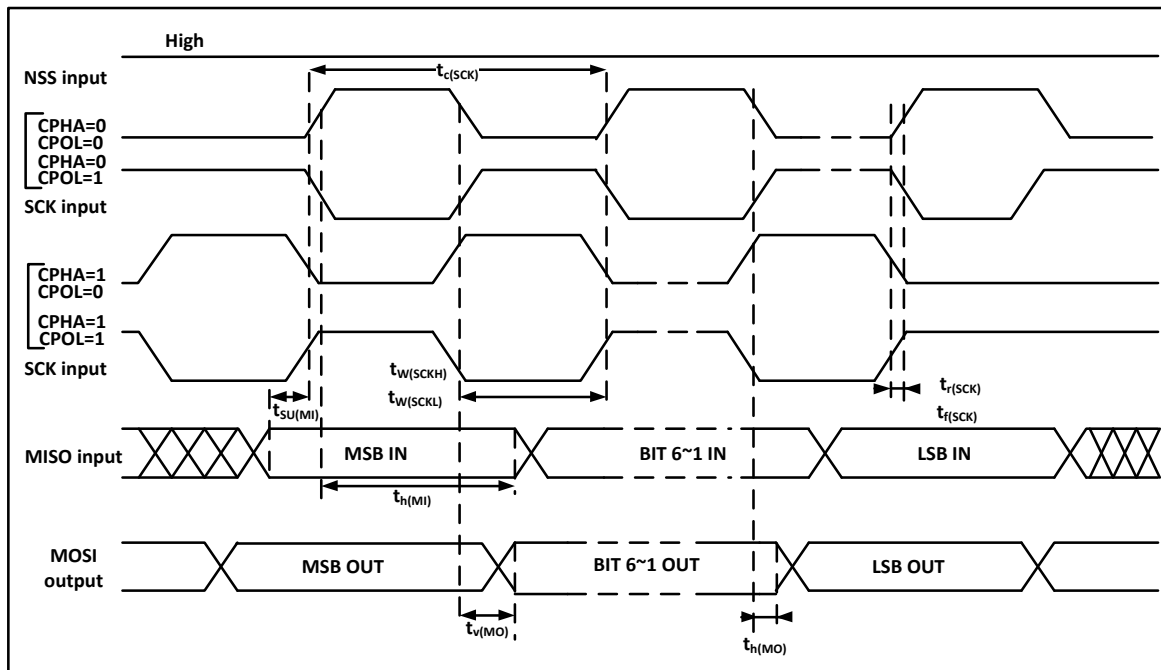 High
NSS input
tc(SCK)
CPHA=0
CPOL=0
CPHA=0
CPOL=1
SCK input
CPHA=1
CPOL=0
CPHA=1
CPOL=1
SCK input
tW(SCKH)
tW(SCKL)
tr(SCK)
tf(SCK)
tSU(MI)
MISO input
MSB IN
BIT 6~1 IN
LSB IN
th(MI)
MOSI
output
MSB OUT
BIT 6~1 OUT
LSB OUT
tv(MO)
th(MO)